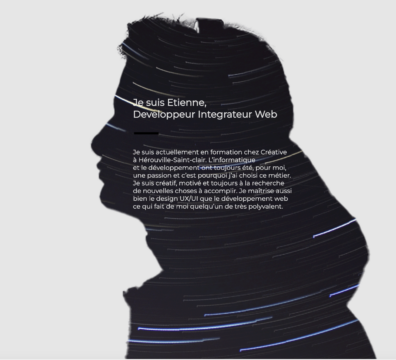 Je suis Etienne,
Developpeur Integrateur Web
Je suis actuellement en formation chez Créative
à Hérouville-Saint-clair. L'informatique
et le développement ont toujours été, pour moi,
une passion et c'est pourquoi j'ai choisi ce métier.
Je suis créatif, motivé et toujours à la recherche
de nouvelles choses à accomplir. Je maîtrise aussi
bien le design UX/UI que le développement web
ce qui fait de moi quelqu'un de très polyvalent.